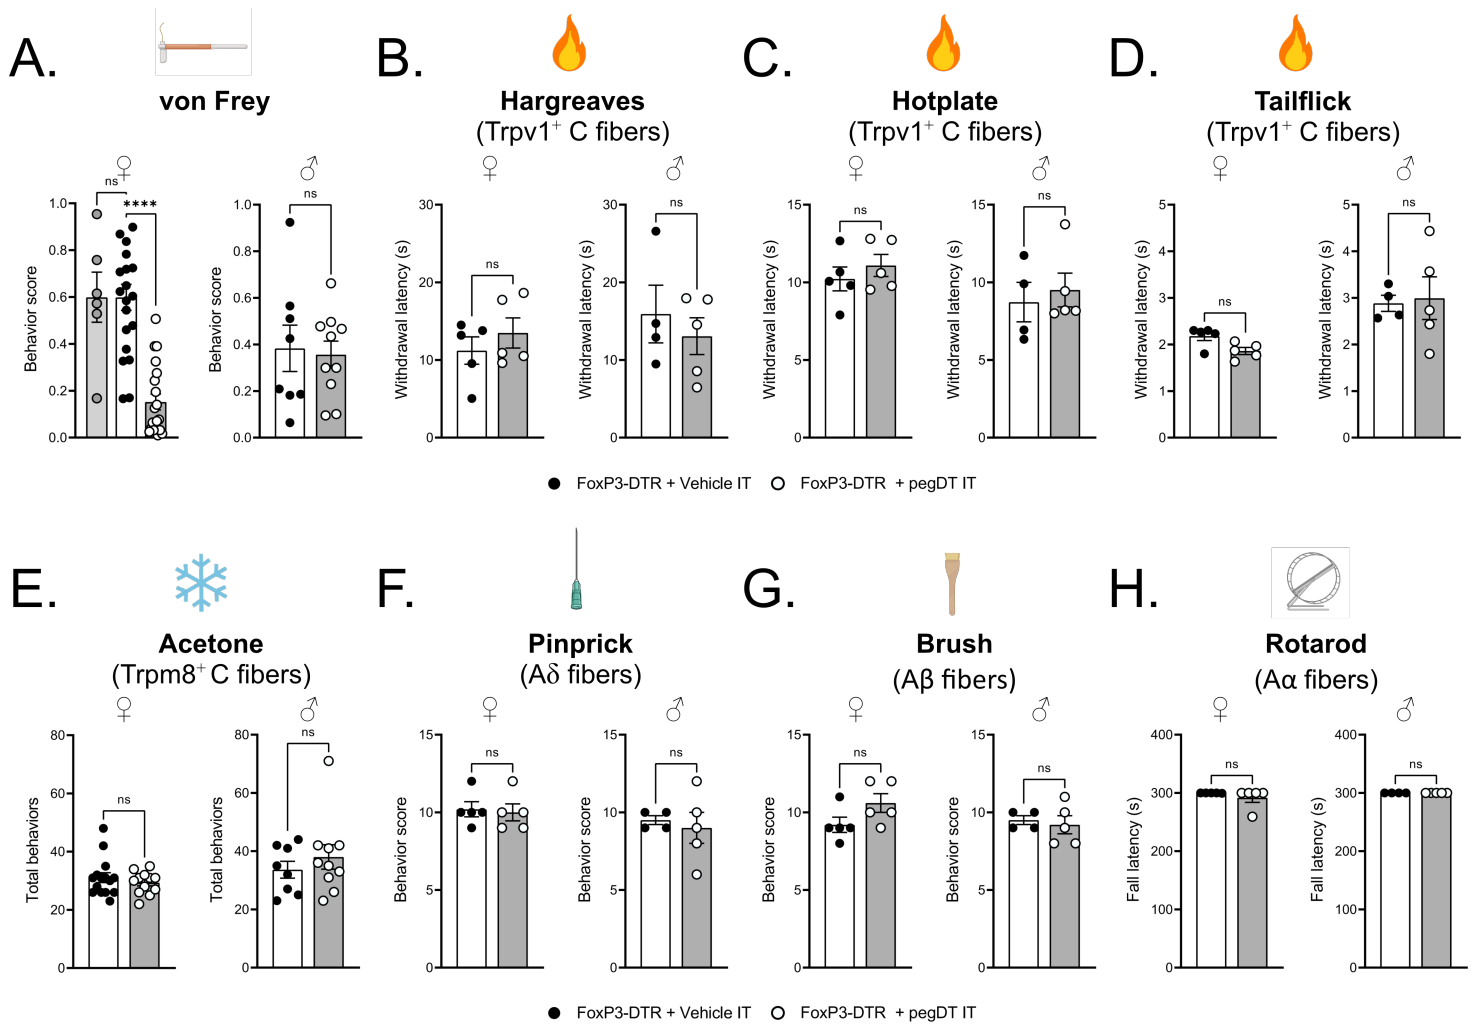 A.
von Frey
♀
♂
Behavior score
1.0
0.8
0.6
0.4
0.2
0.0
ns
****
Behavior score
1.0
0.8
0.6
0.4
0.2
0.0
ns
B.
Hargreaves
(Trpv1+ C fibers)
♀
♂
Withdrawal latency (s)
30
20
10
0
ns
Withdrawal latency (s)
30
20
10
0
ns
C.
Hotplate
(Trpv1+ C fibers)
♀
♂
Withdrawal latency (s)
15
10
5
0
ns
Withdrawal latency (s)
15
10
5
0
ns
D.
Tailflick
(Trpv1+ C fibers)
♀
♂
Withdrawal latency (s)
5
4
3
2
1
0
ns
Withdrawal latency (s)
5
4
3
2
1
0
ns
FoxP3-DTR + Vehicle IT
FoxP3-DTR + pegDT IT
E.
Acetone
(Trpm8+ C fibers)
♀
♂
Total behaviors
80
60
40
20
0
ns
Total behaviors
80
60
40
20
0
ns
F.
Pinprick
(Aδ fibers)
♀
♂
Behavior score
15
10
5
0
ns
Behavior score
15
10
5
0
ns
G.
Brush
(Aβ fibers)
♀
♂
Behavior score
15
10
5
0
ns
Behavior score
15
10
5
0
ns
H.
Rotarod
(Aα fibers)
♀
♂
Fall latency (s)
400
300
200
100
0
ns
Fall latency (s)
400
300
200
100
0
ns
FoxP3-DTR + Vehicle IT
FoxP3-DTR + pegDT IT